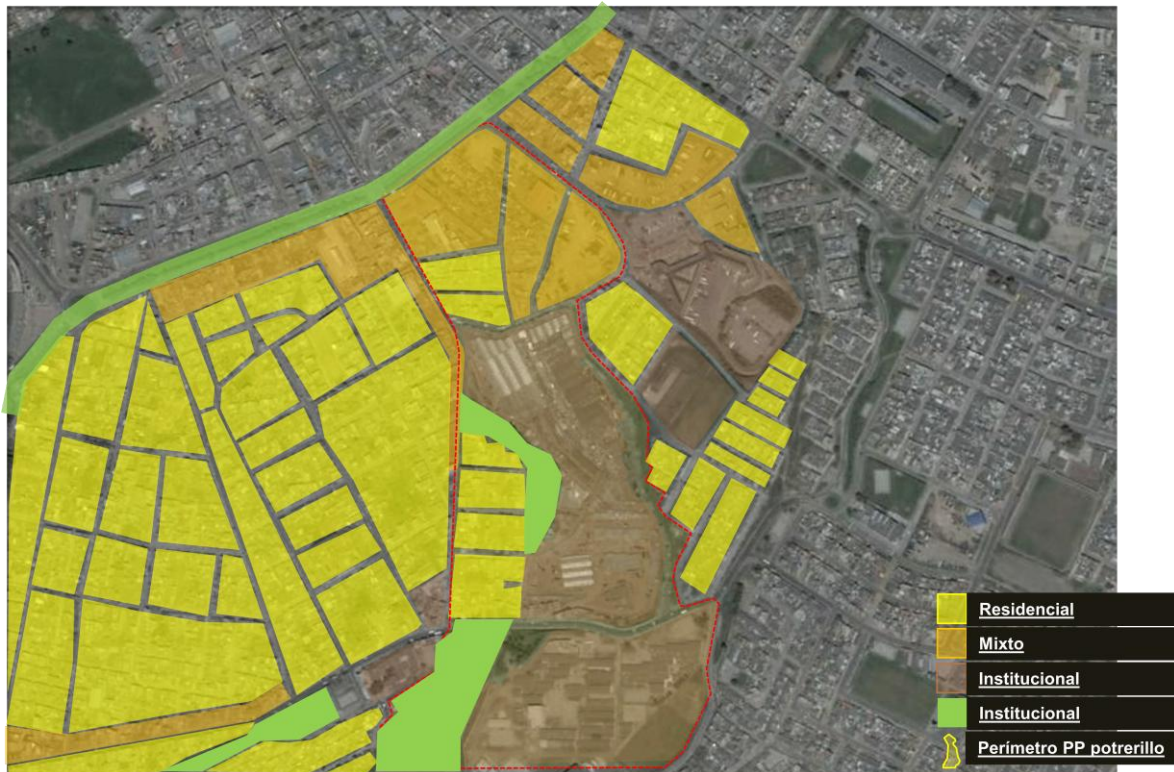 Residencial
Mixto
Institucional
Institucional
Perímetro PP potrerillo